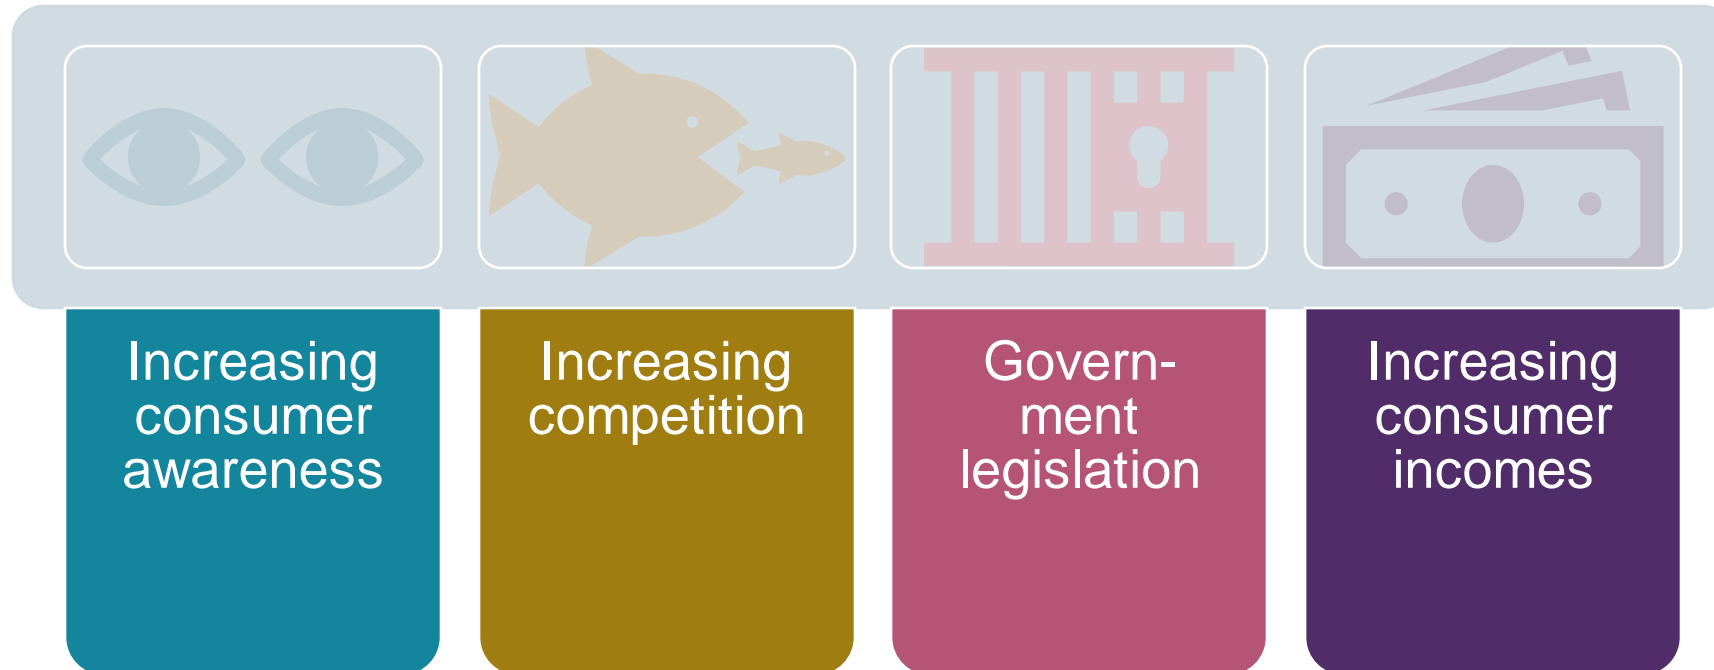 Increasing
consumer
awareness
Increasing
competition
Govern-
ment
legislation
Increasing
consumer
incomes